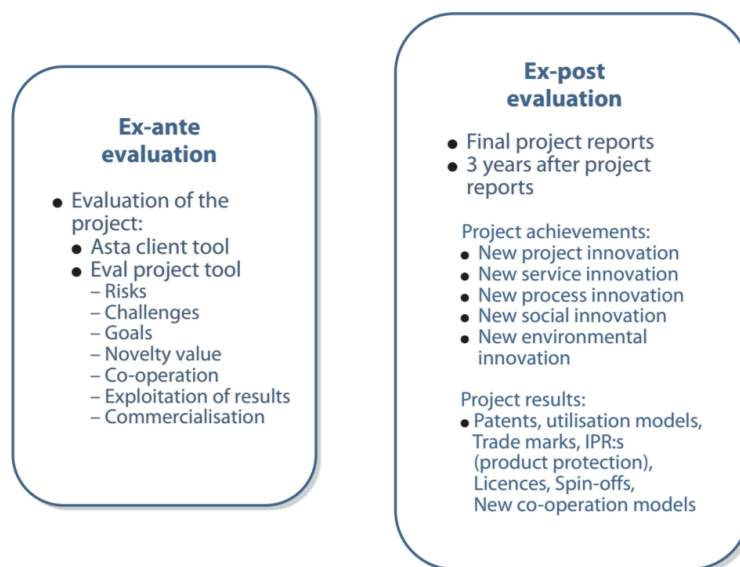 Ex-ante
evaluation
● Evaluation of the
project:
● Asta client tool
● Eval project tool
– Risks
– Challenges
– Goals
– Novelty value
– Co-operation
– Exploitation of results
– Commercialisation
Ex-post
evaluation
● Final project reports
● 3 years after project
reports
Project achievements:
● New project innovation
● New service innovation
● New process innovation
● New social innovation
● New environmental
innovation
Project results:
● Patents, utilisation models,
Trade marks, IPR:s
(product protection),
Licences, Spin-offs,
New co-operation models